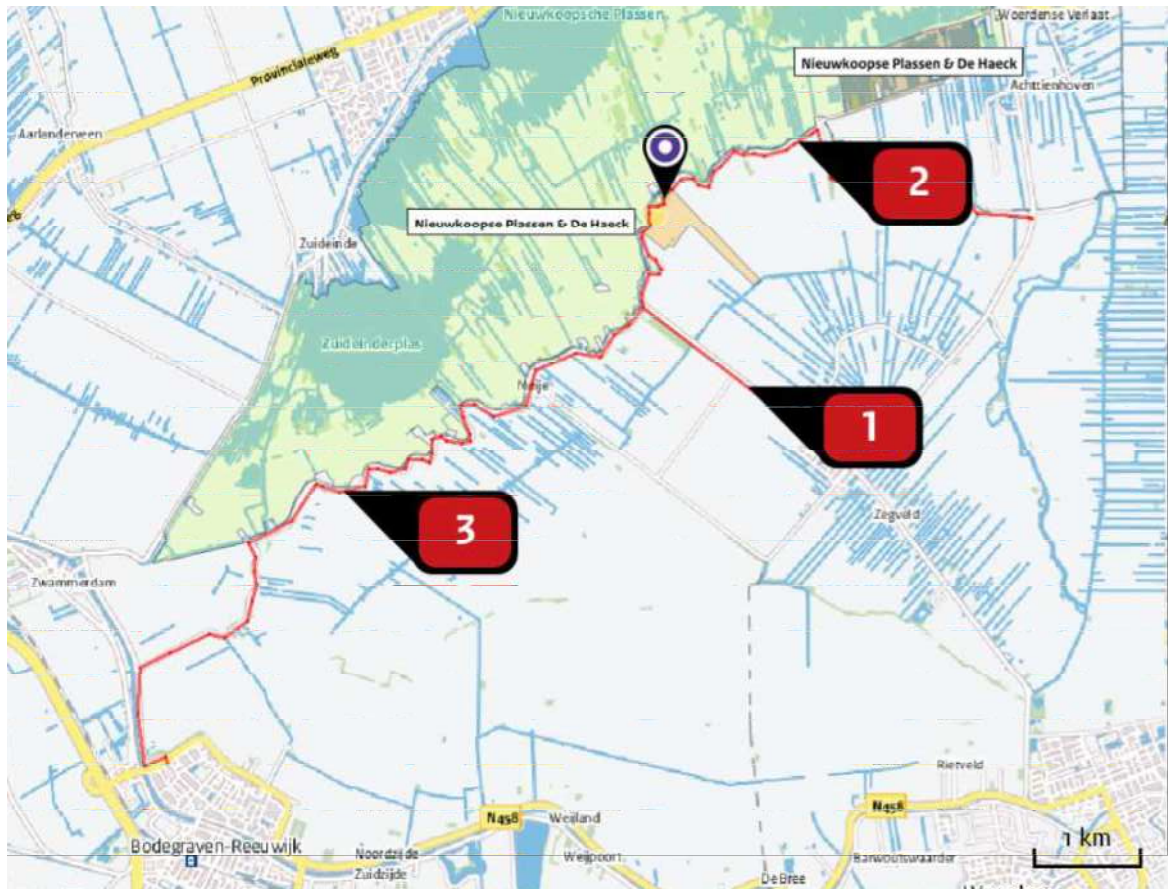 Nieuwkoopsche Plassen
Woerdense Verlaat
Provincialeweg
Nieuwkoopse Plassen & De Haeck
Achttienhoven
Aarlanderveen
2
Nieuwkoopse Plassen & De Haeck
Zuideinde
Zuideinderplas
Meije
1
Zegveld
3
Zwammerdam
Rietveld
N458
N458
Weiland
Bodegraven-Reeuwijk
Noordzijde
Zuidzijde
Weijpoort
Barwoutswaarder
De Bree
1 km